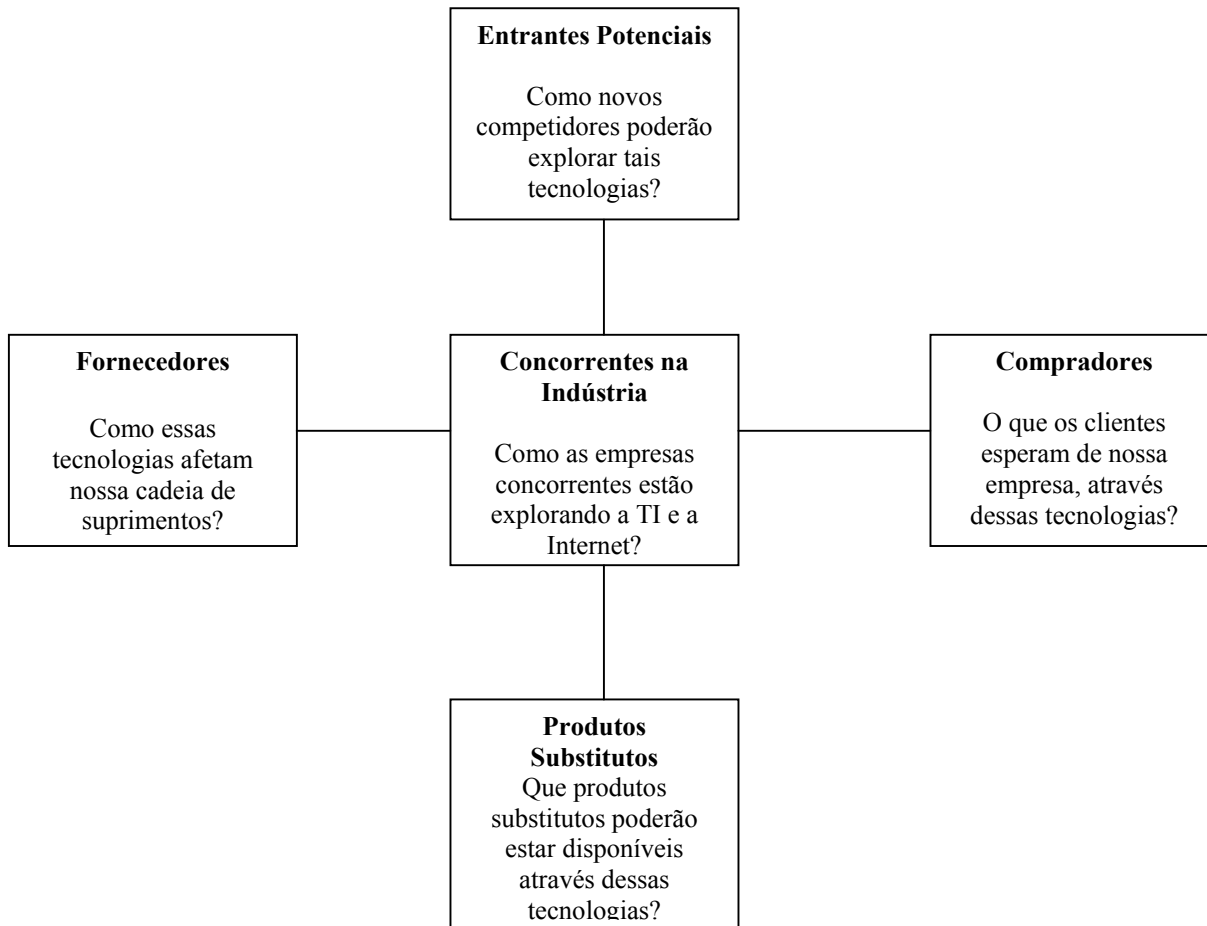 Entrantes Potenciais
Como novos
competidores poderão
explorar tais
tecnologias?
Fornecedores
Como essas
tecnologias afetam
nossa cadeia de
suprimentos?
Concorrentes na
Indústria
Como as empresas
concorrentes estão
explorando a TI e a
Internet?
Compradores
O que os clientes
esperam de nossa
empresa, através
dessas tecnologias?
Produtos
Substitutos
Que produtos
substitutos poderão
estar disponíveis
através dessas
tecnologias?